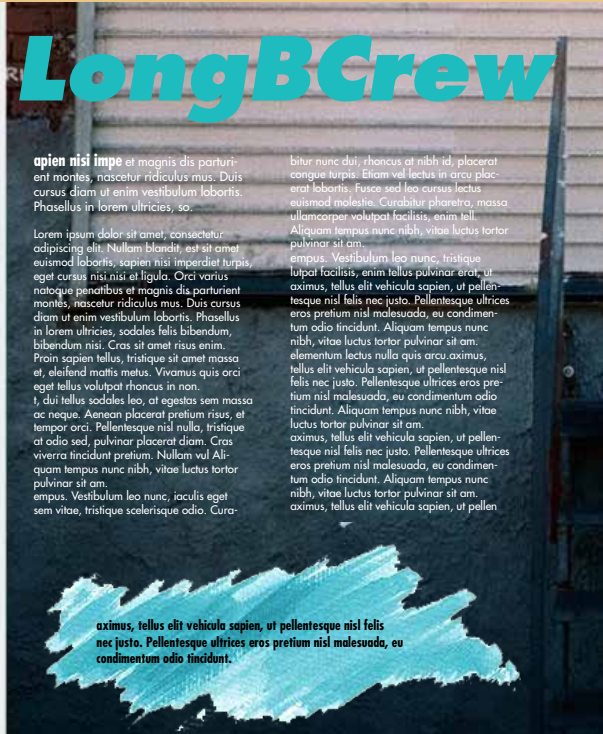 LongBCrew
apien nisi impe et magnis dis parturi-
ent montes, nascetur ridiculus mus. Duis
cursus diam ut enim vestibulum lobortis.
Phasellus in lorem ultricies, so.
Lorem ipsum dolor sit amet, consectetur
adipiscing elit. Nullam blandit, est sit amet
euismod lobortis, sapien nisi imperdiet turpis,
eget cursus nisi nisi et ligula. Orci varius
natoque penatibus et magnis dis parturient
montes, nascetur ridiculus mus. Duis cursus
diam ut enim vestibulum lobortis. Phasellus
in lorem ultricies, sodales felis bibendum,
bibendum nisi. Cras sit amet risus enim.
Proin sapien tellus, tristique sit amet massa
et, eleifend mattis metus. Vivamus quis orci
eget tellus volutpat rhoncus in non.
t, dui tellus sodales leo, at egestas sem massa
ac neque. Aenean placerat pretium risus, et
tempor orci. Pellentesque nisl nulla, tristique
at odio sed, pulvinar placerat diam. Cras
viverra tincidunt pretium. Nullam vul Ali-
quam tempus nunc nibh, vitae luctus tortor
pulvinar sit am.
empus. Vestibulum leo nunc, iaculis eget
sem vitae, tristique scelerisque odio. Cura-
bitur nunc dui, rhoncus at nibh id, placerat
congue turpis. Etiam vel lectus in arcu plac-
erat lobortis. Fusce sed leo cursus lectus
euismod molestie. Curabitur pharetra, massa
ullamcorper volutpat facilisis, enim tell.
Aliquam tempus nunc nibh, vitae luctus tortor
pulvinar sit am.
empus. Vestibulum leo nunc, tristique
lutpat facilisis, enim tellus pulvinar erat, ut
aximus, tellus elit vehicula sapien, ut pellen-
tesque nisl felis nec justo. Pellentesque ultrices
eros pretium nisl malesuada, eu condimen-
tum odio tincidunt. Aliquam tempus nunc
nibh, vitae luctus tortor pulvinar sit am.
elementum lectus nulla quis arcu.aximus,
tellus elit vehicula sapien, ut pellentesque nisl
felis nec justo. Pellentesque ultrices eros pre-
tium nisl malesuada, eu condimentum odio
tincidunt. Aliquam tempus nunc nibh, vitae
luctus tortor pulvinar sit am.
aximus, tellus elit vehicula sapien, ut pellen-
tesque nisl felis nec justo. Pellentesque ultrices
eros pretium nisl malesuada, eu condimen-
tum odio tincidunt. Aliquam tempus nunc
nibh, vitae luctus tortor pulvinar sit am.
aximus, tellus elit vehicula sapien, ut pellen
aximus, tellus elit vehicula sapien, ut pellentesque nisl felis
nec justo. Pellentesque ultrices eros pretium nisl malesuada, eu
condimentum odio tincidunt.